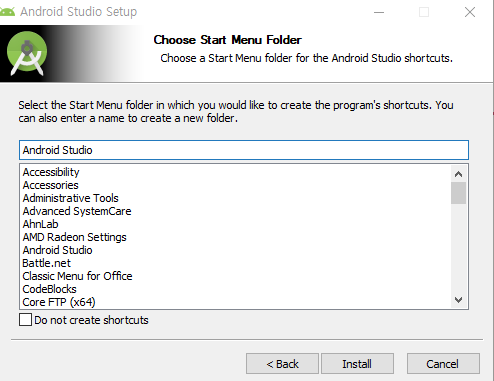 Android Studio Setup
Choose Start Menu Folder
Choose a Start Menu folder for the Android Studio shortcuts.
Select the Start Menu folder in which you would like to create the program's shortcuts. You
can also enter a name to create a new folder.
Android Studio
Accessibility
Accessories
Administrative Tools
Advanced SystemCare
AhnLab
AMD Radeon Settings
Android Studio
Battle.net
Classic Menu for Office
CodeBlocks
Core FTP (x64)
Do not create shortcuts
< Back
Install
Cancel